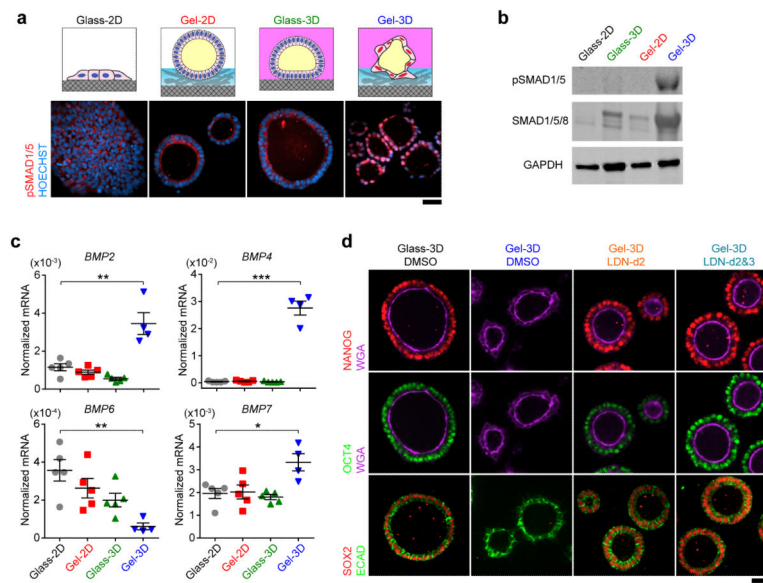 a
Glass-2D
Gel-2D
Glass-3D
Gel-3D
pSMAD1/5
HOECHST
b
Glass-2D
Glass-3D
Gel-2D
Gel-3D
pSMAD1/5
SMAD1/5/8
GAPDH
c
(x10-3)
BMP2
Normalized mRNA
6
4
2
0
**
(x10-2)
BMP4
Normalized mRNA
4
3
2
1
0
***
(x10-4)
BMP6
Normalized mRNA
6
4
2
0
**
(x10-3)
BMP7
Normalized mRNA
5
4
3
2
1
0
*
Glass-2D
Gel-2D
Glass-3D
Gel-3D
Glass-2D
Gel-2D
Glass-3D
Gel-3D
d
Glass-3D
DMSO
Gel-3D
DMSO
Gel-3D
LDN-d2
Gel-3D
LDN-d2&3
NANOG
WGA
OCT4
WGA
SOX2
ECAD